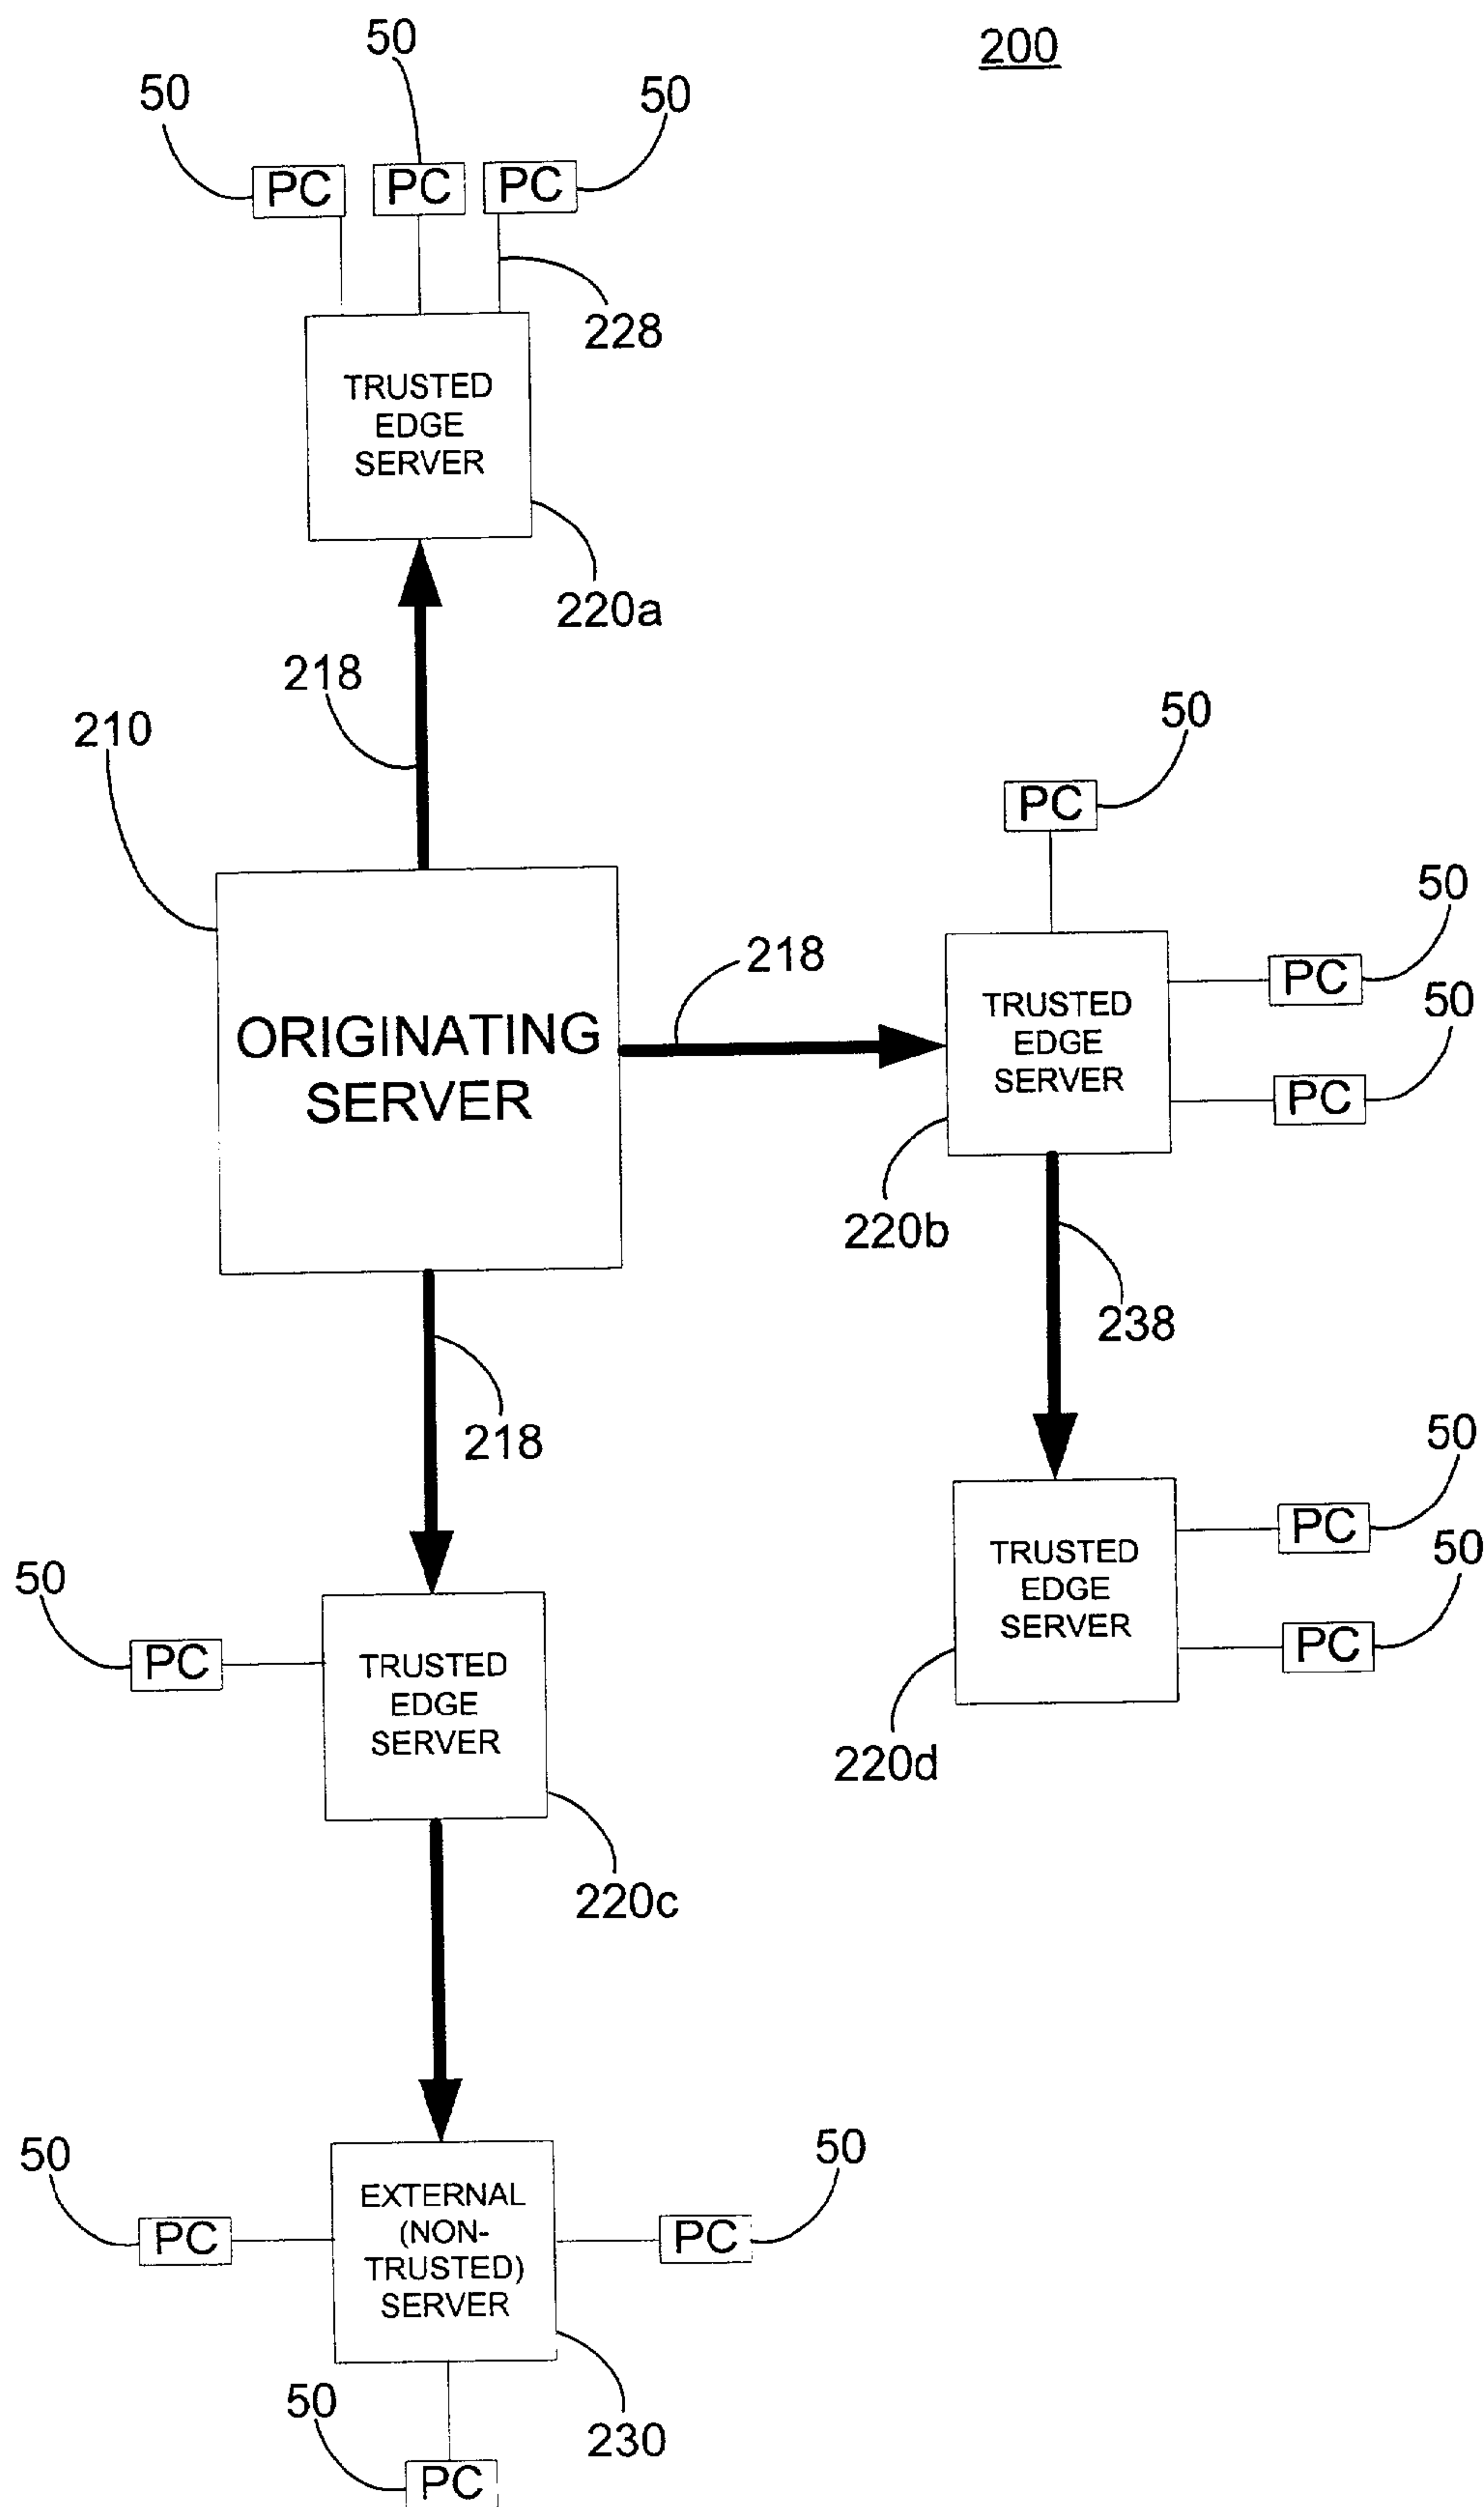 200
50
50
50
PC
PC
PC
228
TRUSTED
EDGE
SERVER
220a
218
210
50
PC
50
218
PC
50
ORIGINATING
SERVER
TRUSTED
EDGE
SERVER
PC
220b
238
218
50
PC
50
TRUSTED
EDGE
SERVER
PC
220d
50
PC
TRUSTED
EDGE
SERVER
220c
50
50
PC
EXTERNAL
(NON-
TRUSTED)
SERVER
PC
50
230
PC